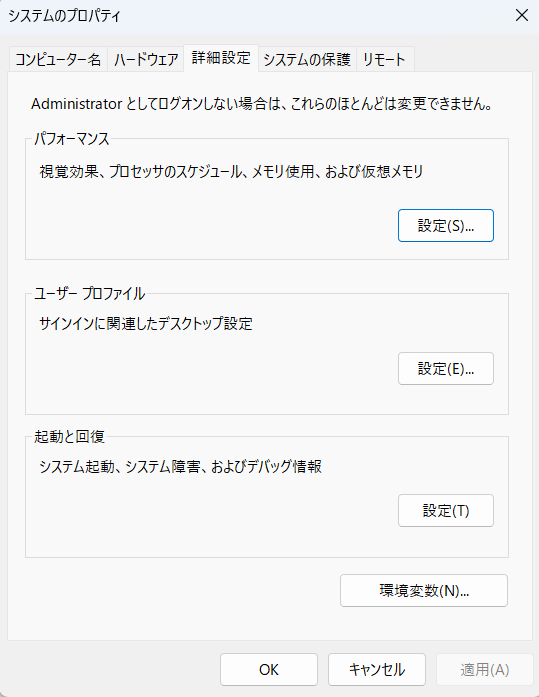 システムのプロパティ
コンピューター名 ハードウェア 詳細設定 システムの保護 リモート
Administrator としてログオンしない場合は、これらのほとんどは変更できません。
パフォーマンス
視覚効果、プロセッサのスケジュール、メモリ使用、および仮想メモリ
設定(S)...
ユーザー プロファイル
サインインに関連したデスクトップ設定
設定(E)...
起動と回復
システム起動、システム障害、およびデバッグ情報
設定(T)
環境変数(N)...
OK キャンセル 適用(A)